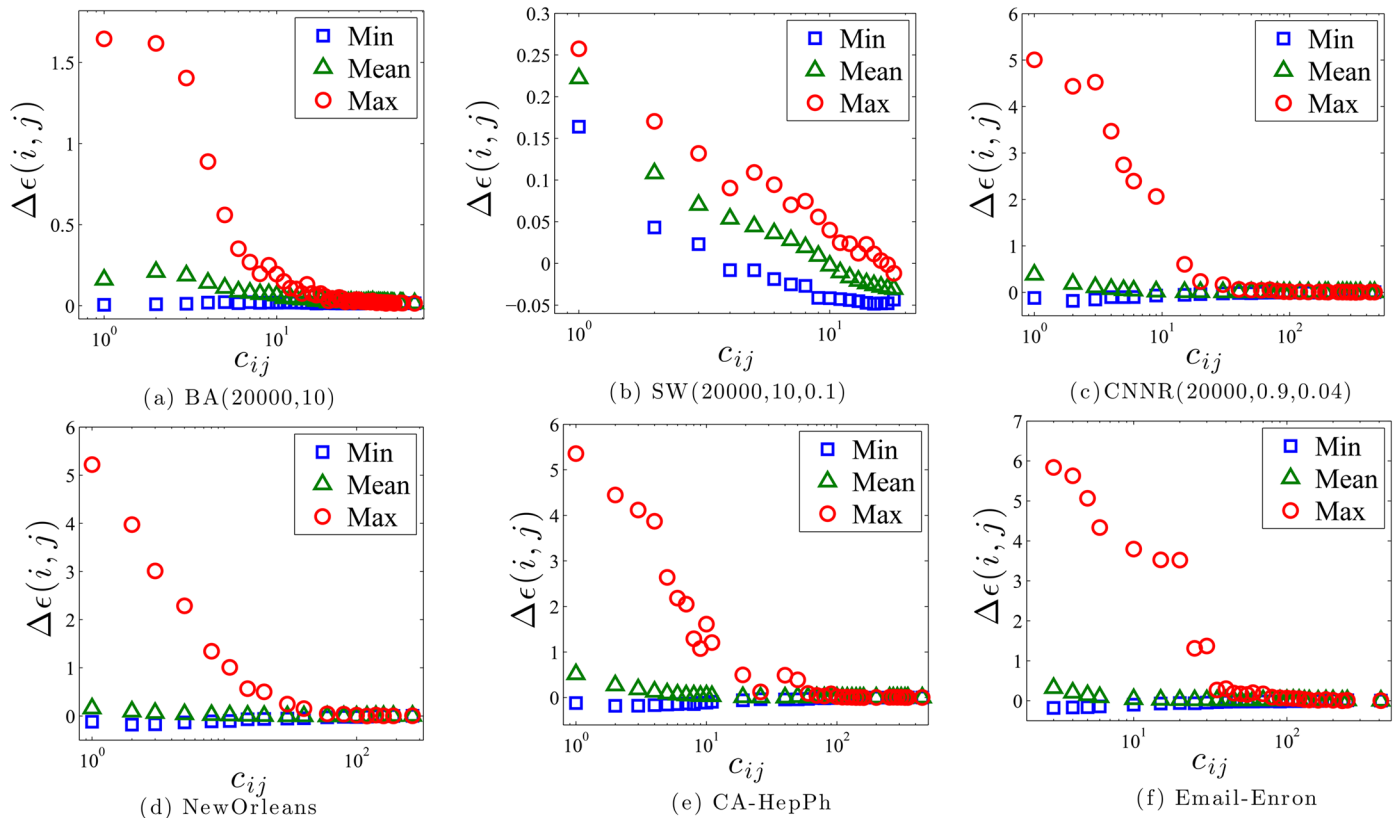 Δϵ(i, j)
1.5
1
0.5
0
10^0
10^1
c_ij
Min
Mean
Max
(a) BA(20000,10)
Δϵ(i, j)
0.3
0.25
0.2
0.15
0.1
0.05
0
−0.05
10^0
10^1
c_ij
Min
Mean
Max
(b) SW(20000,10,0.1)
Δϵ(i, j)
6
5
4
3
2
1
0
10^0
10^1
10^2
c_ij
Min
Mean
Max
(c)CNNR(20000,0.9,0.04)
Δϵ(i, j)
6
5
4
3
2
1
0
10^0
10^2
c_ij
Min
Mean
Max
(d) NewOrleans
Δϵ(i, j)
6
5
4
3
2
1
0
10^0
10^1
10^2
c_ij
Min
Mean
Max
(e) CA-HepPh
Δϵ(i, j)
7
6
5
4
3
2
1
0
10^1
10^2
c_ij
Min
Mean
Max
(f) Email-Enron